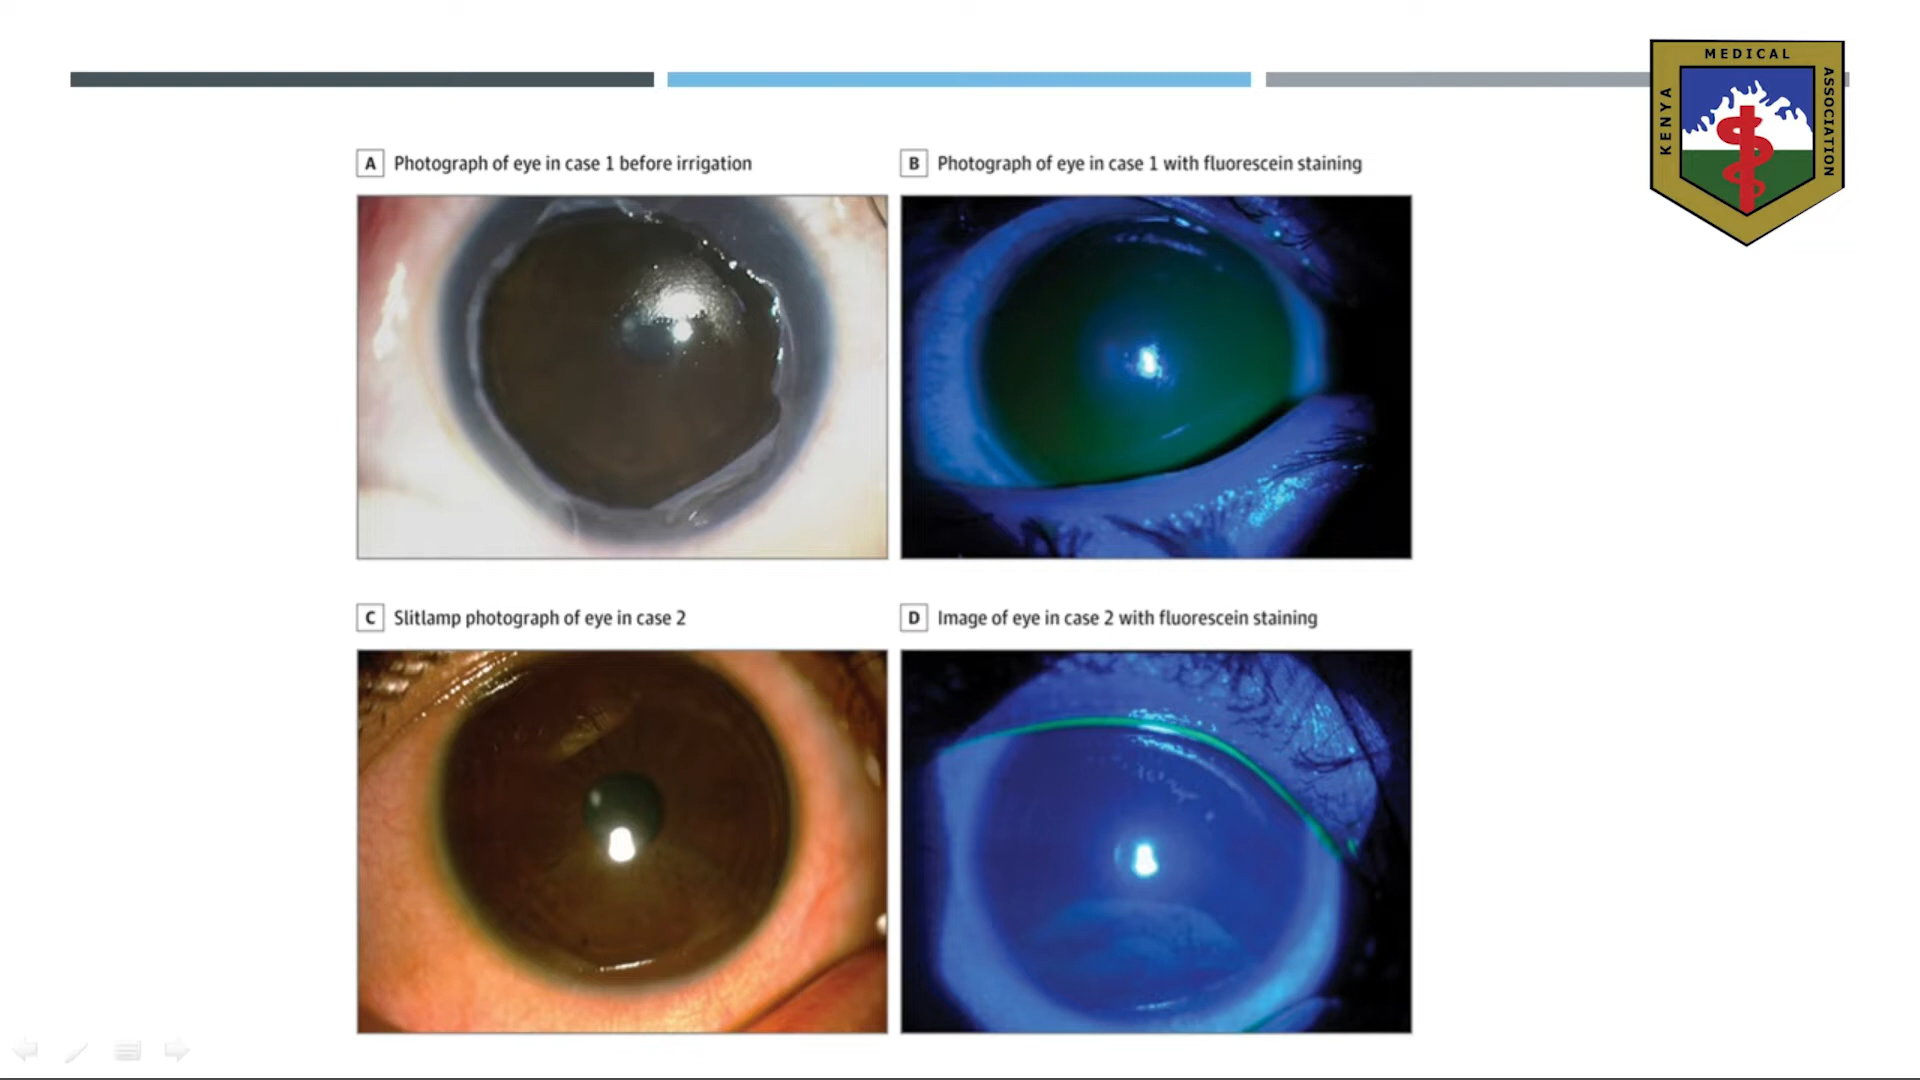 MEDICAL
KENYA
ASSOCIATION
A Photograph of eye in case 1 before irrigation
B Photograph of eye in case 1 with fluorescein staining
C Slitlamp photograph of eye in case 2
D Image of eye in case 2 with fluorescein staining